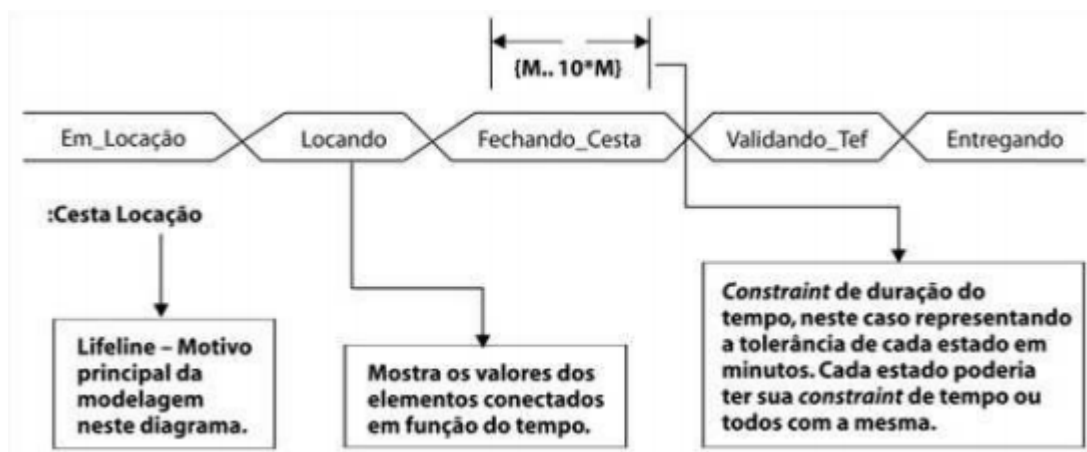 {M.. 10*M}
Em_Locação Locando Fechando_Cesta Validando_Tef Entregando
:Cesta Locação
Lifeline – Motivo
principal da
modelagem
neste diagrama.
Mostra os valores dos
elementos conectados
em função do tempo.
Constraint de duração do
tempo, neste caso representando
a tolerância de cada estado em
minutos. Cada estado poderia
ter sua constraint de tempo ou
todos com a mesma.